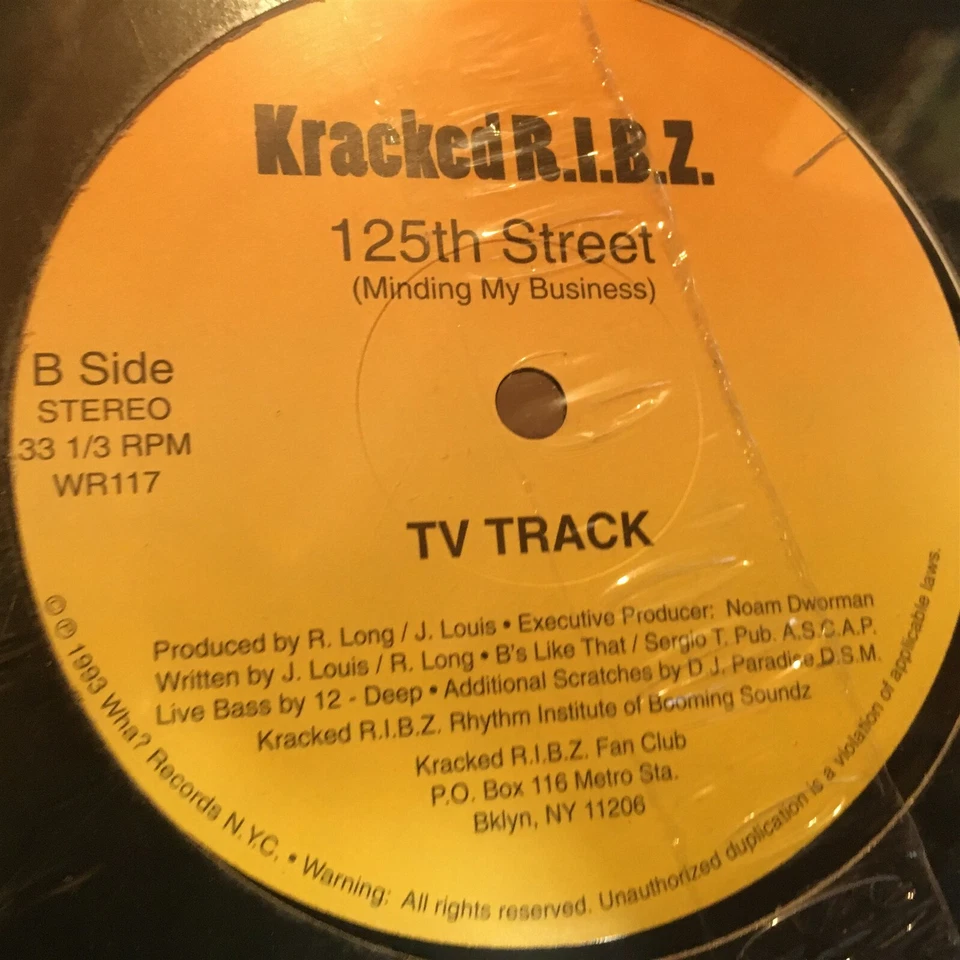 Kracked R.I.B.Z.
125th Street
(Minding My Business)
B Side
STEREO
33 1/3 RPM
WR117
TV TRACK
Produced by R. Long / J. Louis • Executive Producer: Noam Dworman
Written by J. Louis / R. Long • B's Like That / Sergio T. Pub. A.S.C.A.P.
Live Bass by 12 - Deep • Additional Scratches by D.J. Paradise D.S.M.
Kracked R.I.B.Z. Rhythm Institute of Booming Soundz
Kracked R.I.B.Z. Fan Club
P.O. Box 116 Metro Sta.
Bklyn, NY 11206
© ℗ 1993 Wha? Records N.Y.C. • Warning: All rights reserved. Unauthorized duplication is a violation of applicable laws.